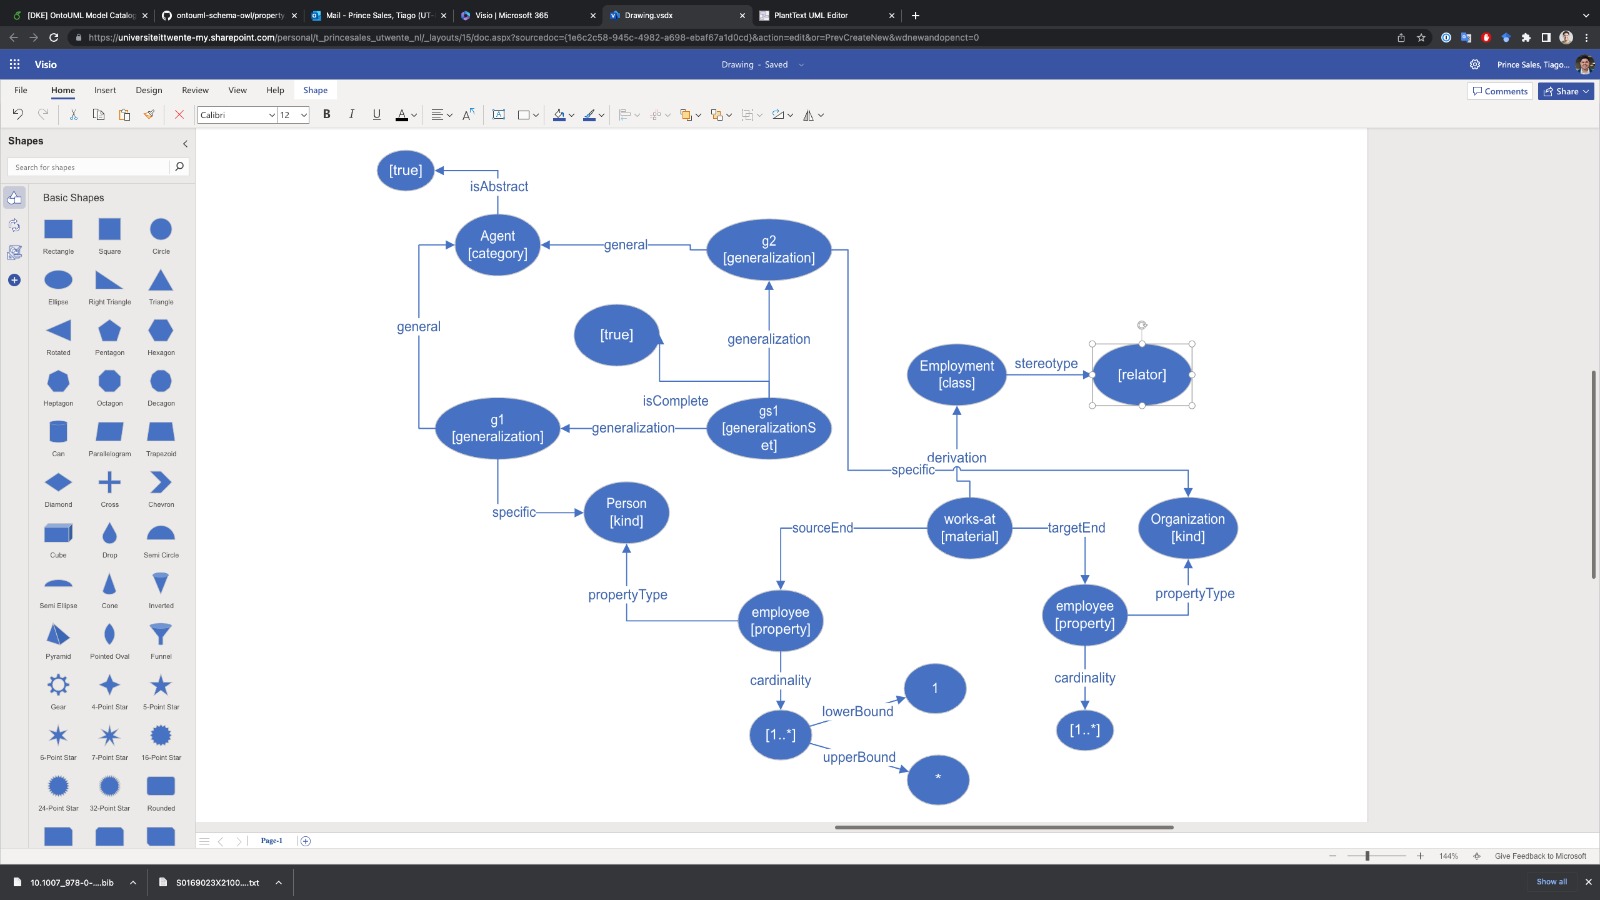 [DKE] OntoUML Model Catalog
ontouml-schema-owl/property
Mail - Prince Sales, Tiago (UT-
Visio | Microsoft 365
Drawing.vsdx
PlantText UML Editor
https://universiteittwente-my.sharepoint.com/personal/t_princesales_utwente_nl/_layouts/15/doc.aspx?sourcedoc={1e6c2c58-945c-4982-a698-ebaf67a1d0cd}&action=edit&or=PrevCreateNew&wdnewandopenct=0
Visio
Drawing - Saved
Prince Sales, Tiago...
File
Home
Insert
Design
Review
View
Help
Shape
Comments
Share
Calibri
12
B
I
U
A
Shapes
Search for shapes
Basic Shapes
Rectangle
Square
Circle
Ellipse
Right Triangle
Triangle
Rotated
Pentagon
Hexagon
Heptagon
Octagon
Decagon
Can
Parallelogram
Trapezoid
Diamond
Cross
Chevron
Cube
Drop
Semi Circle
Semi Ellipse
Cone
Inverted
Pyramid
Pointed Oval
Funnel
Gear
4-Point Star
5-Point Star
6-Point Star
7-Point Star
16-Point Star
24-Point Star
32-Point Star
Rounded
[true]
isAbstract
Agent
[category]
general
g2
[generalization]
general
[true]
generalization
isComplete
g1
[generalization]
generalization
gs1
[generalizationS
et]
Employment
[class]
stereotype
[relator]
derivation
specific
specific
Person
[kind]
sourceEnd
works-at
[material]
targetEnd
Organization
[kind]
propertyType
employee
[property]
employee
[property]
propertyType
cardinality
cardinality
1
lowerBound
[1..*]
upperBound
*
[1..*]
Page-1
144%
Give Feedback to Microsoft
10.1007_978-0-....bib
S0169023X2100....txt
Show all